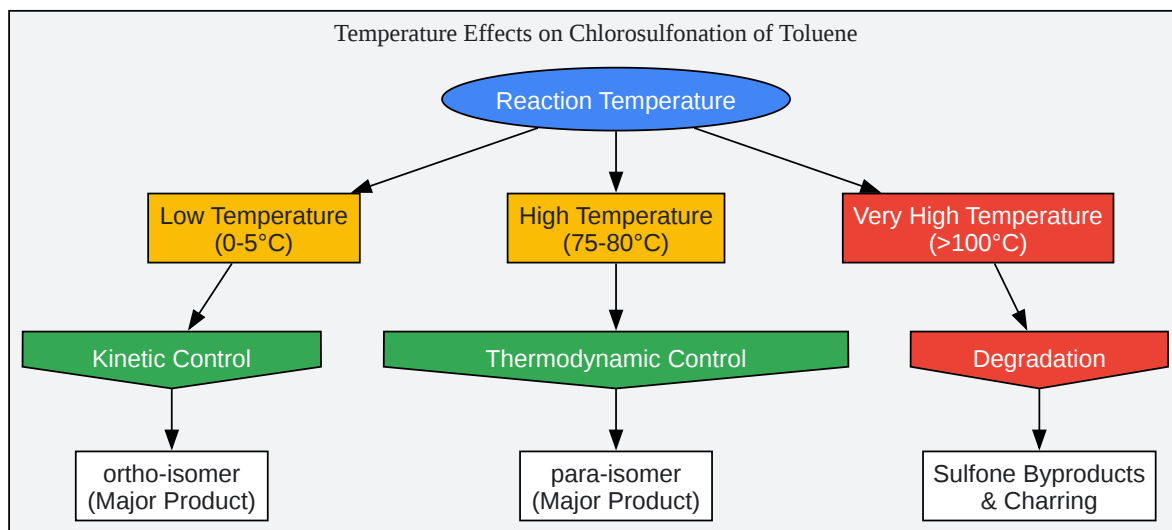 Temperature Effects on Chlorosulfonation of Toluene
Reaction Temperature
Low Temperature
(0-5°C)
High Temperature
(75-80°C)
Very High Temperature
(>100°C)
Kinetic Control
Thermodynamic Control
Degradation
ortho-isomer
(Major Product)
para-isomer
(Major Product)
Sulfone Byproducts
& Charring